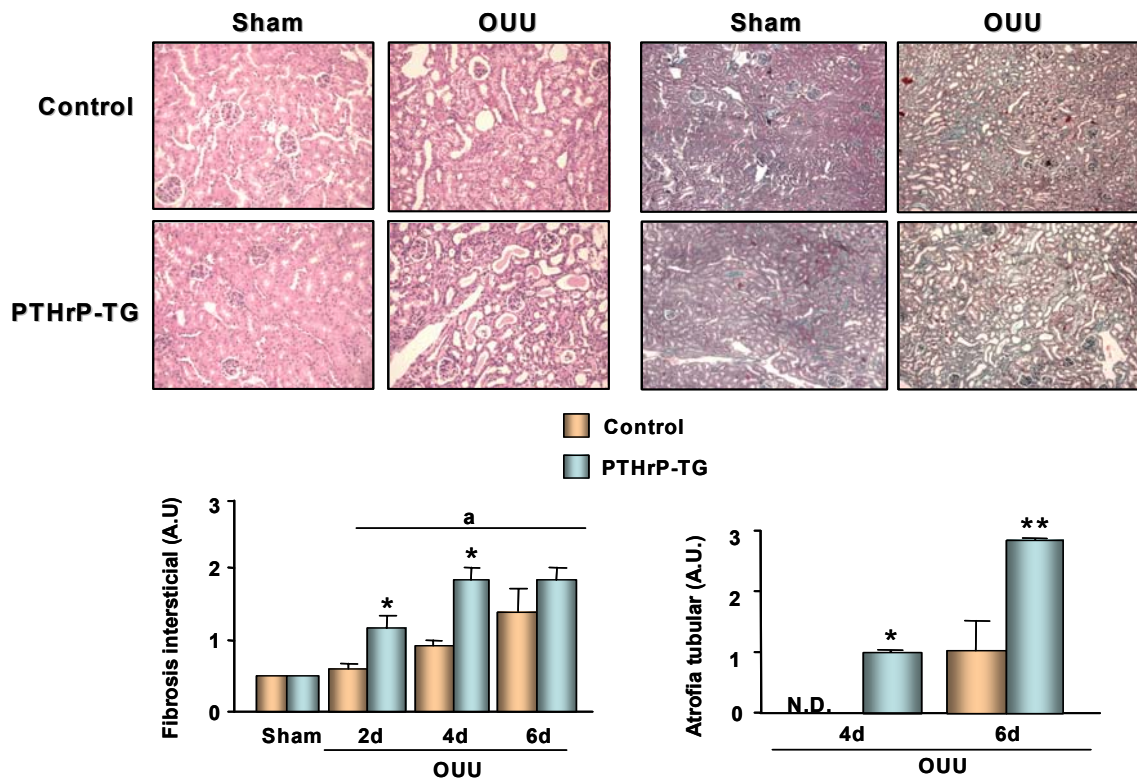 Sham OUU Sham OUU
Control
PTHrP-TG
Control
PTHrP-TG
Fibrosis intersticial (A.U)
3
2
1
0
a
*
*
Sham 2d 4d 6d
OUU
Atrofia tubular (A.U.)
3
2
1
0
N.D.
*
**
4d 6d
OUU